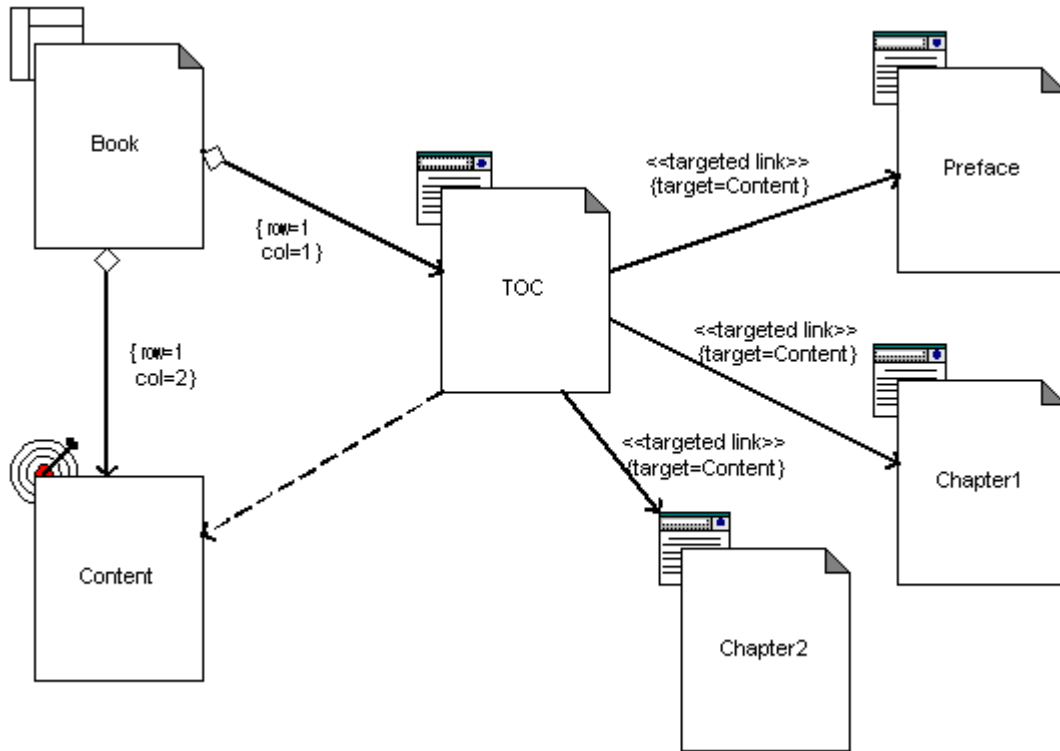 Book
<<targeted link>>
{target=Content}
Preface
{row=1
col=1}
TOC
<<targeted link>>
{target=Content}
{row=1
col=2}
<<targeted link>>
{target=Content}
Chapter1
Content
Chapter2